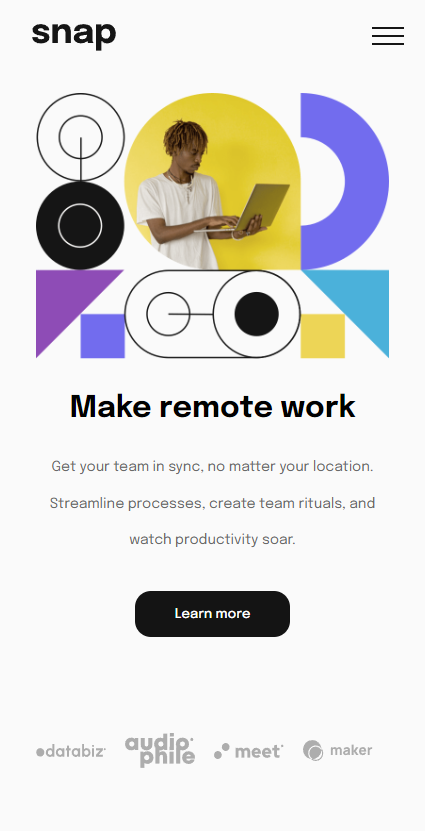 snap
Make remote work
Get your team in sync, no matter your location.
Streamline processes, create team rituals, and
watch productivity soar.
Learn more
databiz
audiophile
meet
maker